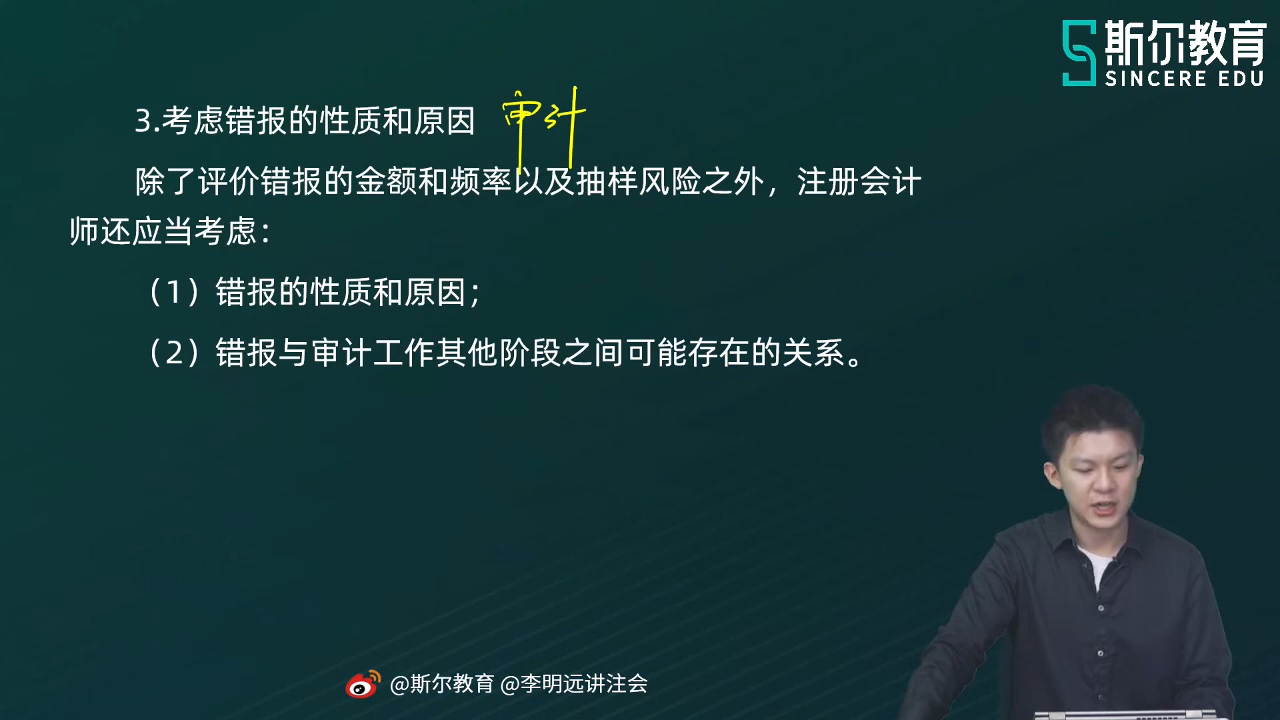 斯尔教育
SINCERE EDU
3.考虑错报的性质和原因 审计
除了评价错报的金额和频率以及抽样风险之外，注册会计
师还应当考虑：
（1）错报的性质和原因；
（2）错报与审计工作其他阶段之间可能存在的关系。
@斯尔教育 @李明远讲注会